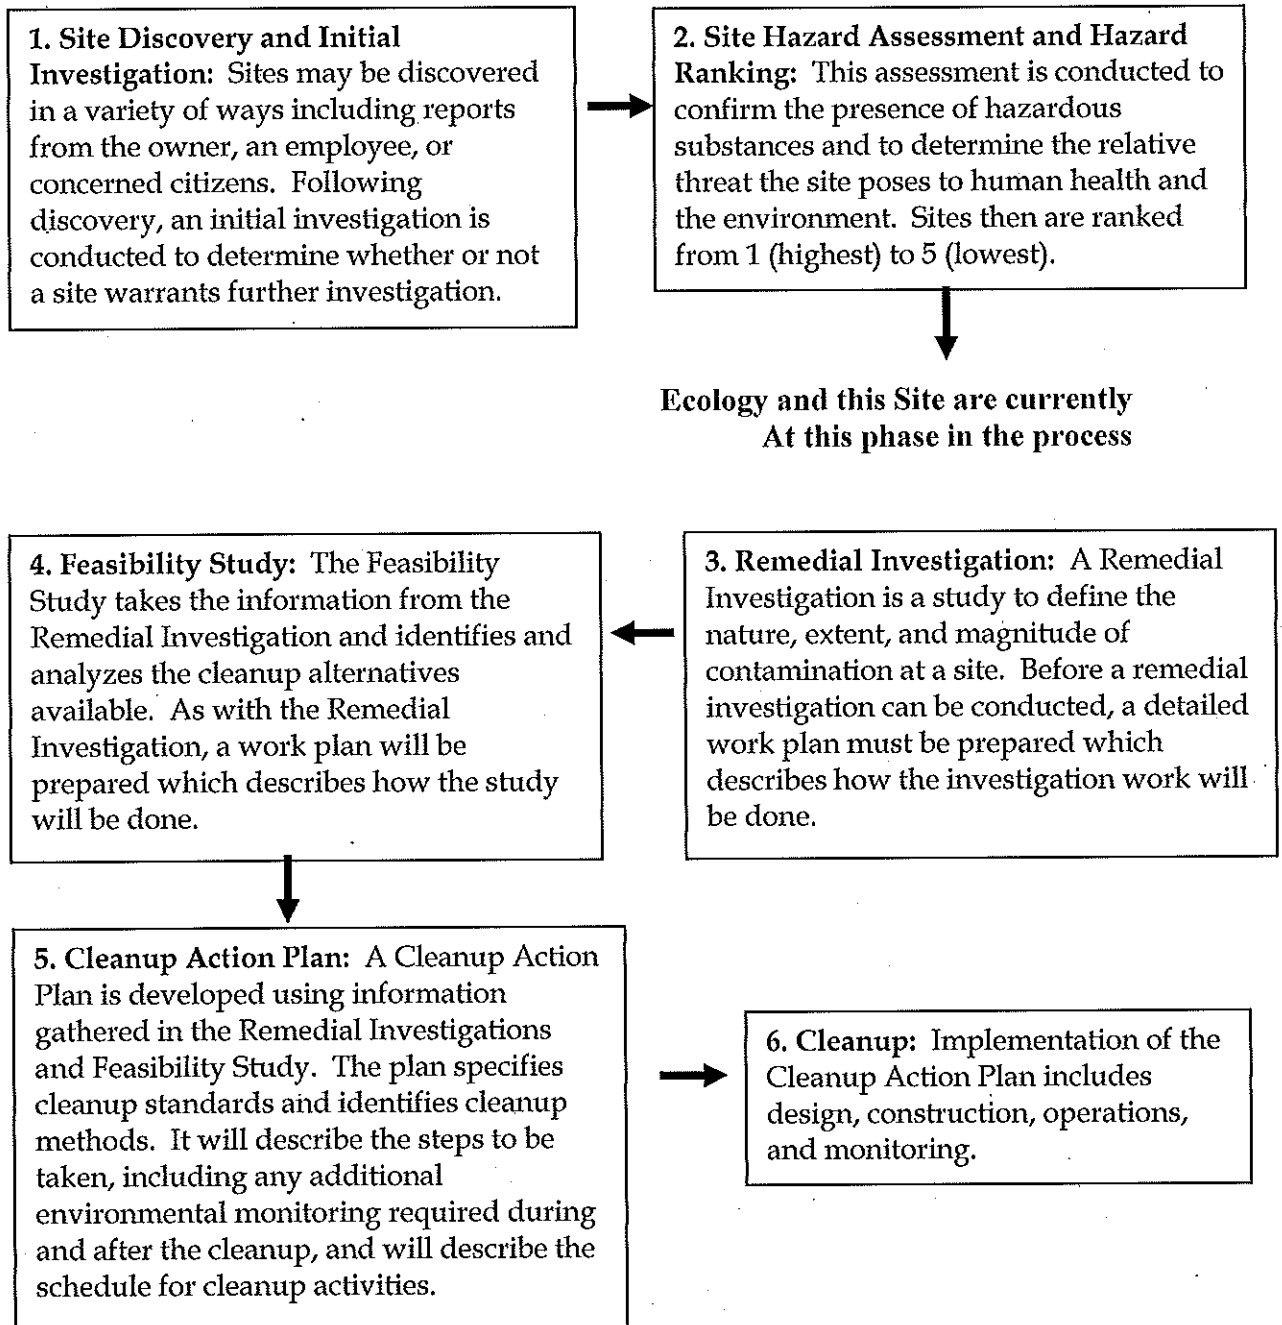 1. Site Discovery and Initial
Investigation: Sites may be discovered
in a variety of ways including reports
from the owner, an employee, or
concerned citizens. Following
discovery, an initial investigation is
conducted to determine whether or not
a site warrants further investigation.
2. Site Hazard Assessment and Hazard
Ranking: This assessment is conducted to
confirm the presence of hazardous
substances and to determine the relative
threat the site poses to human health and
the environment. Sites then are ranked
from 1 (highest) to 5 (lowest).
Ecology and this Site are currently
At this phase in the process
3. Remedial Investigation: A Remedial
Investigation is a study to define the
nature, extent, and magnitude of
contamination at a site. Before a remedial
investigation can be conducted, a detailed
work plan must be prepared which
describes how the investigation work will
be done.
4. Feasibility Study: The Feasibility
Study takes the information from the
Remedial Investigation and identifies and
analyzes the cleanup alternatives
available. As with the Remedial
Investigation, a work plan will be
prepared which describes how the study
will be done.
5. Cleanup Action Plan: A Cleanup Action
Plan is developed using information
gathered in the Remedial Investigations
and Feasibility Study. The plan specifies
cleanup standards and identifies cleanup
methods. It will describe the steps to be
taken, including any additional
environmental monitoring required during
and after the cleanup, and will describe the
schedule for cleanup activities.
6. Cleanup: Implementation of the
Cleanup Action Plan includes
design, construction, operations,
and monitoring.